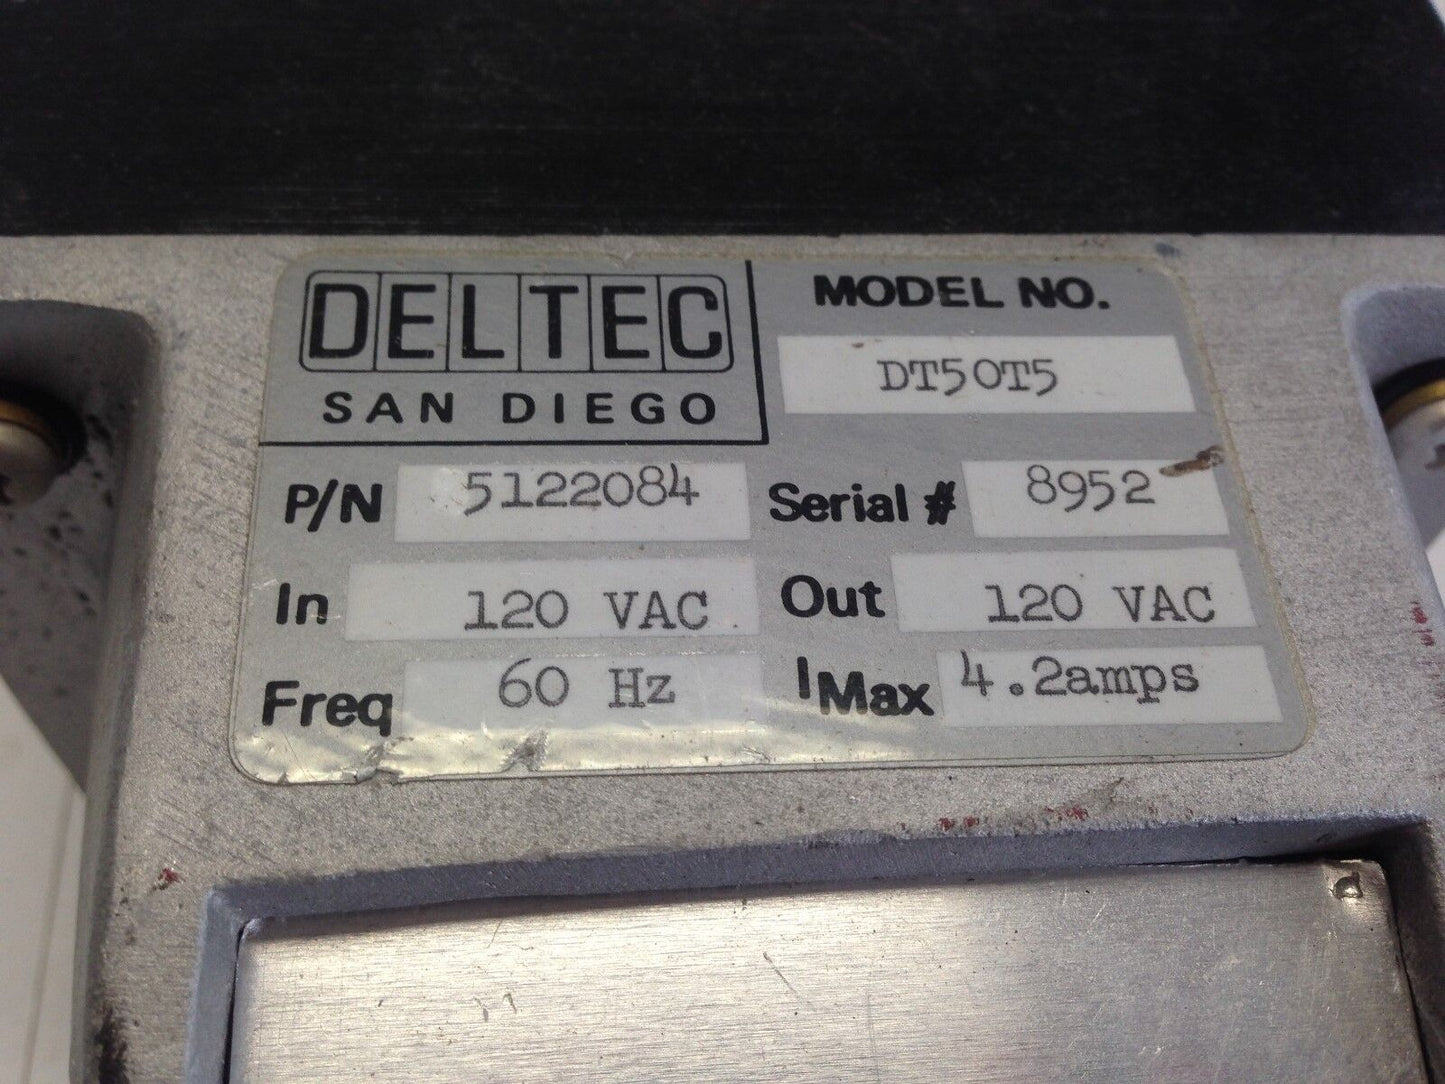 DELTEC
SAN DIEGO
MODEL NO.
DT50T5
P/N 5122084 Serial # 8952
In 120 VAC Out 120 VAC
Freq 60 Hz IMax 4.2amps